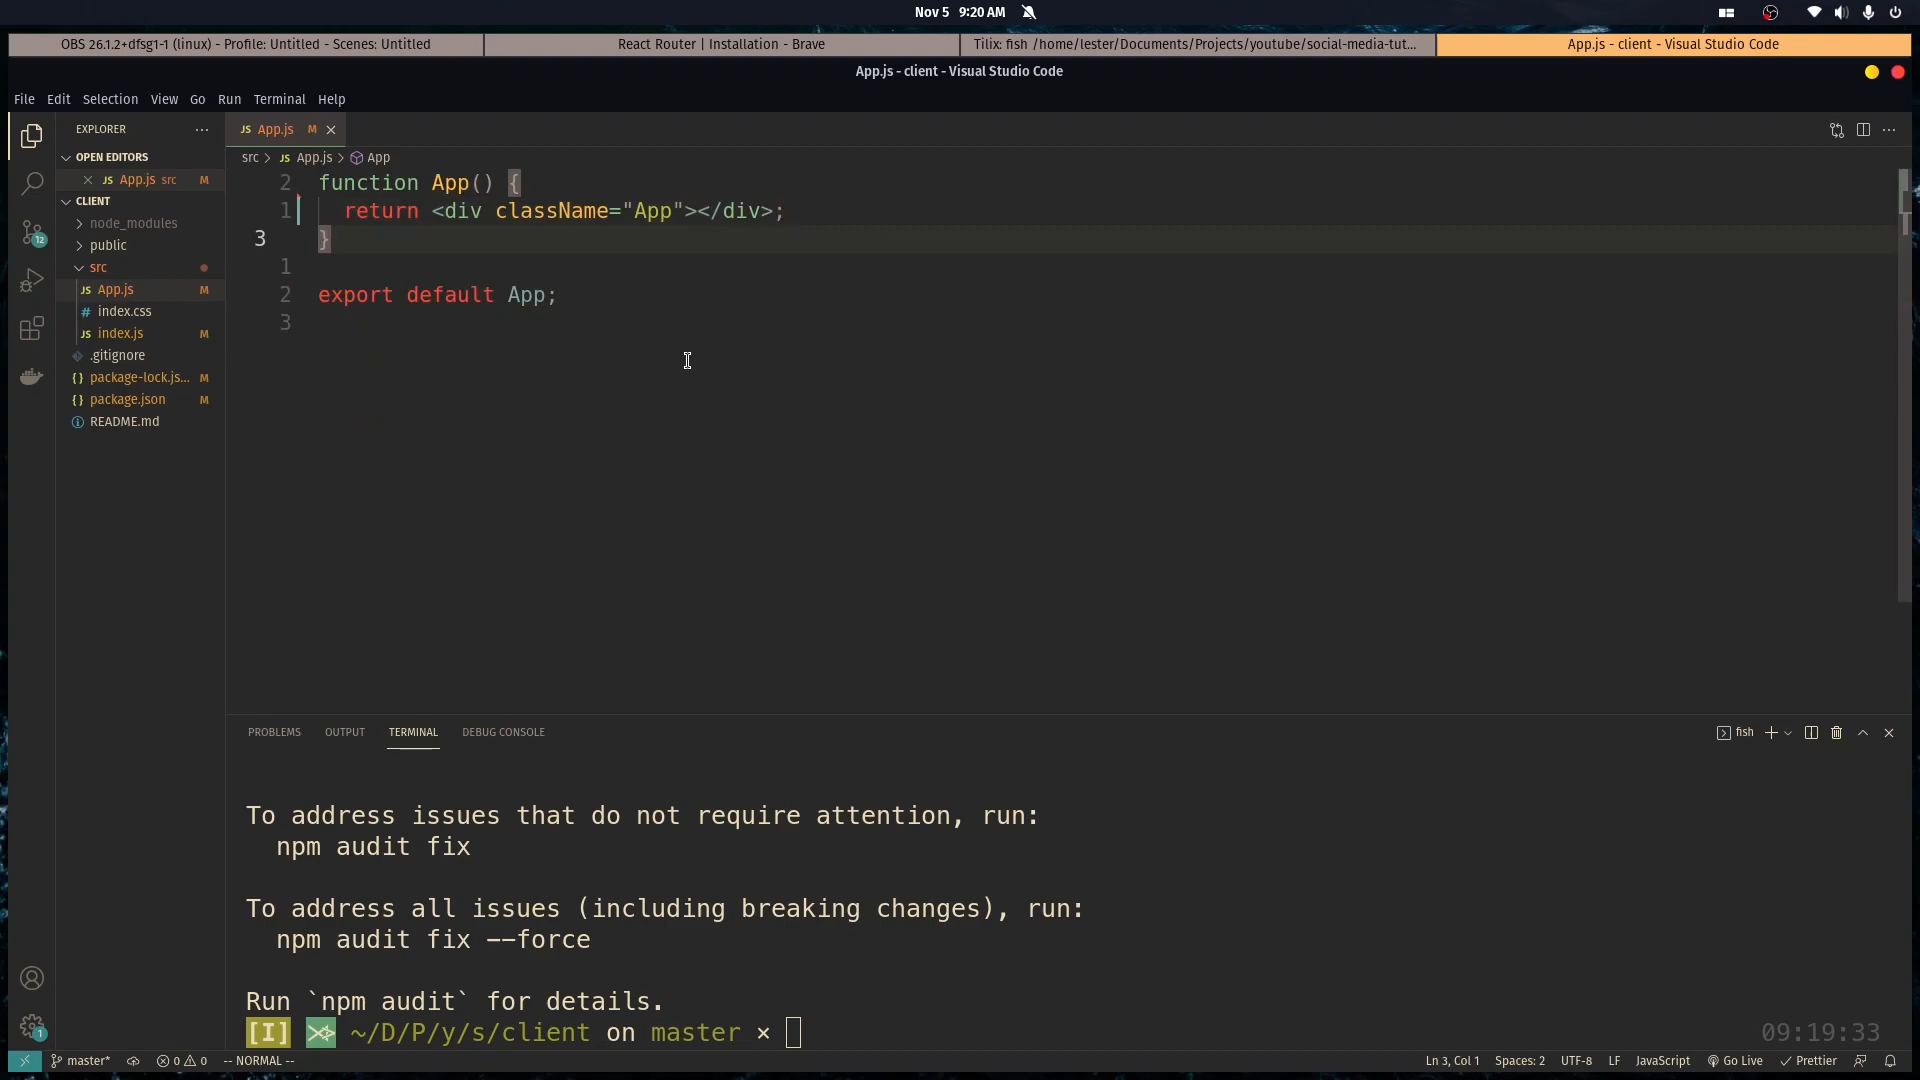 Nov 5 9:20 AM
OBS 26.1.2+dfsg1-1 (linux) - Profile: Untitled - Scenes: Untitled
React Router | Installation - Brave
Tilix: fish /home/lester/Documents/Projects/youtube/social-media-tut...
App.js - client - Visual Studio Code
App.js - client - Visual Studio Code
File Edit Selection View Go Run Terminal Help
EXPLORER
OPEN EDITORS
JS App.js src M
CLIENT
node_modules
public
src
JS App.js M
# index.css
JS index.js M
.gitignore
{} package-lock.js... M
{} package.json M
README.md
12
1
JS App.js M
src > JS App.js > App
2 function App() {
1 return <div className="App"></div>;
3 }
1
2 export default App;
3
PROBLEMS OUTPUT TERMINAL DEBUG CONSOLE
fish
To address issues that do not require attention, run:
npm audit fix
To address all issues (including breaking changes), run:
npm audit fix --force
Run `npm audit` for details.
[I] ~/D/P/y/s/client on master ×
09:19:33
master* 0 0 -- NORMAL --
Ln 3, Col 1 Spaces: 2 UTF-8 LF JavaScript Go Live Prettier